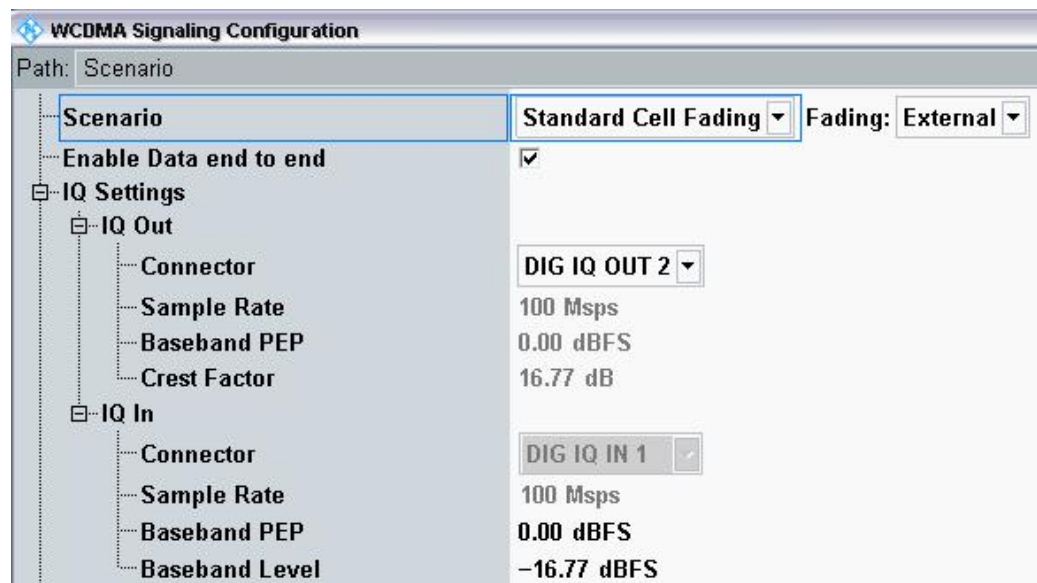 WCDMA Signaling Configuration
Path: Scenario
Scenario Standard Cell Fading Fading: External
Enable Data end to end
IQ Settings
IQ Out
Connector DIG IQ OUT 2
Sample Rate 100 Msps
Baseband PEP 0.00 dBFS
Crest Factor 16.77 dB
IQ In
Connector DIG IQ IN 1
Sample Rate 100 Msps
Baseband PEP 0.00 dBFS
Baseband Level −16.77 dBFS